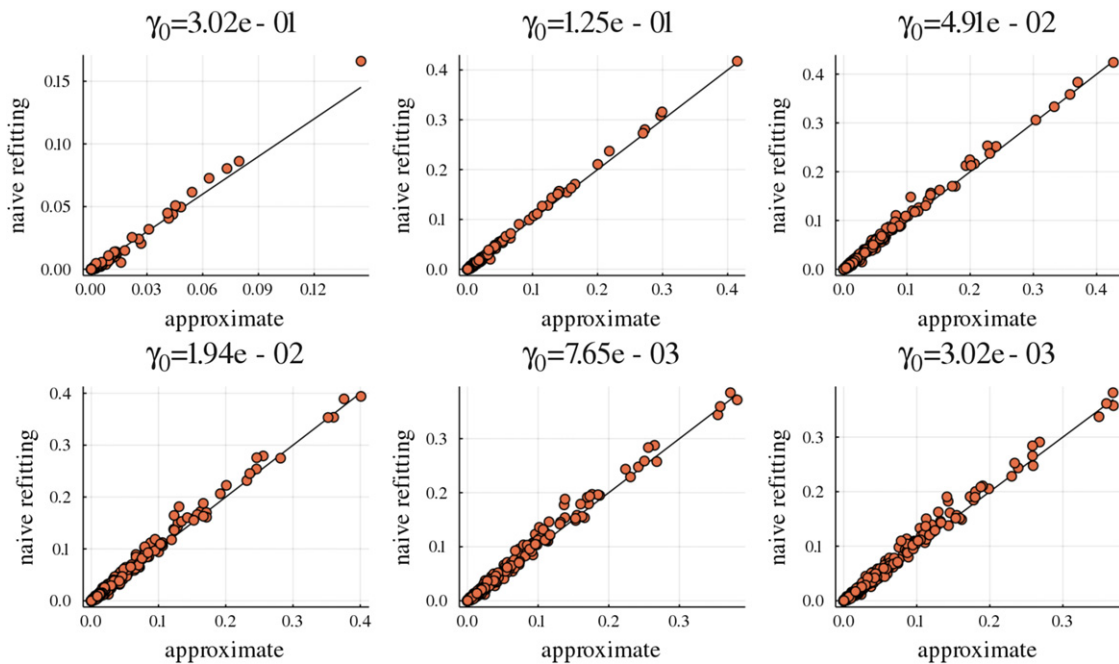 γ₀=3.02e - 01
γ₀=1.25e - 01
γ₀=4.91e - 02
naive refitting
0.15
0.10
0.05
0.00
0.00 0.03 0.06 0.09 0.12
approximate
naive refitting
0.4
0.3
0.2
0.1
0.0
0.0 0.1 0.2 0.3 0.4
approximate
naive refitting
0.4
0.3
0.2
0.1
0.0
0.0 0.1 0.2 0.3 0.4
approximate
γ₀=1.94e - 02
γ₀=7.65e - 03
γ₀=3.02e - 03
naive refitting
0.4
0.3
0.2
0.1
0.0
0.0 0.1 0.2 0.3 0.4
approximate
naive refitting
0.3
0.2
0.1
0.0
0.0 0.1 0.2 0.3
approximate
naive refitting
0.3
0.2
0.1
0.0
0.0 0.1 0.2 0.3
approximate